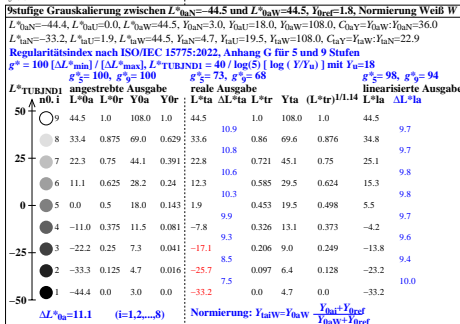 9stufige Grauskalierung zwischen L*0aN=−44.5 und L*0aW=44.5, Y0ref=1.8, Normierung Weiß W
L*0aN=−44.4, L*0aU=0.0, L*0aW=44.5, Y0aN=3.0, Y0aU=18.0, Y0aW=108.0, C0aY=Y0aW:Y0aN=36.0
L*taN=−33.2, L*taU=1.9, L*taW=44.5, YtaN=4.7, YtaU=19.5, YtaW=108.0, CtaY=YtaW:YtaN=22.9
Regularitätsindex nach ISO/IEC 15775:2022, Anhang G für 5 und 9 Stufen
g* = 100 [ΔL*min] / [ΔL*max], L*TUBJND1 = 40 / log(5) [ log ( Y/Yu) ] mit Yu=18
g*5= 100, g*9= 100 g*5= 73, g*9= 68 g*5= 98, g*9= 94
L*TUBJND1 angestrebte Ausgabe reale Ausgabe linearisierte Ausgabe
n0. i L*0a L*0r Y0a Y0r L*ta ΔL*ta L*tr Yta (L*tr)1/1.14 L*la ΔL*la
50
9 44.5 1.0 108.0 1.0 44.5 1.0 108.0 1.0 44.5
10.9 9.7
8 33.4 0.875 69.0 0.629 33.6 0.86 69.6 0.876 34.8
10.8 9.7
7 22.3 0.75 44.1 0.391 22.8 0.721 45.1 0.75 25.1
10.6 9.8
6 11.1 0.625 28.2 0.24 12.3 0.585 29.5 0.624 15.3
10.3 9.8
0 5 0.0 0.5 18.0 0.143 1.9 0.453 19.5 0.498 5.5
9.9 9.7
4 −11.0 0.375 11.5 0.081 −7.8 0.326 13.1 0.373 −4.2
9.3 9.6
3 −22.2 0.25 7.3 0.041 −17.1 0.206 9.0 0.249 −13.8
8.5 9.4
2 −33.3 0.125 4.7 0.016 −25.7 0.097 6.4 0.128 −23.2
7.5 10.0
−50 1 −44.4 0.0 3.0 0.0 −33.2 0.0 4.7 0.0 −33.2
ΔL*0a=11.1 (i=1,2,...,8) Normierung: YtaiW=Y0aW Y0ai+Y0ref
Y0aW+Y0ref